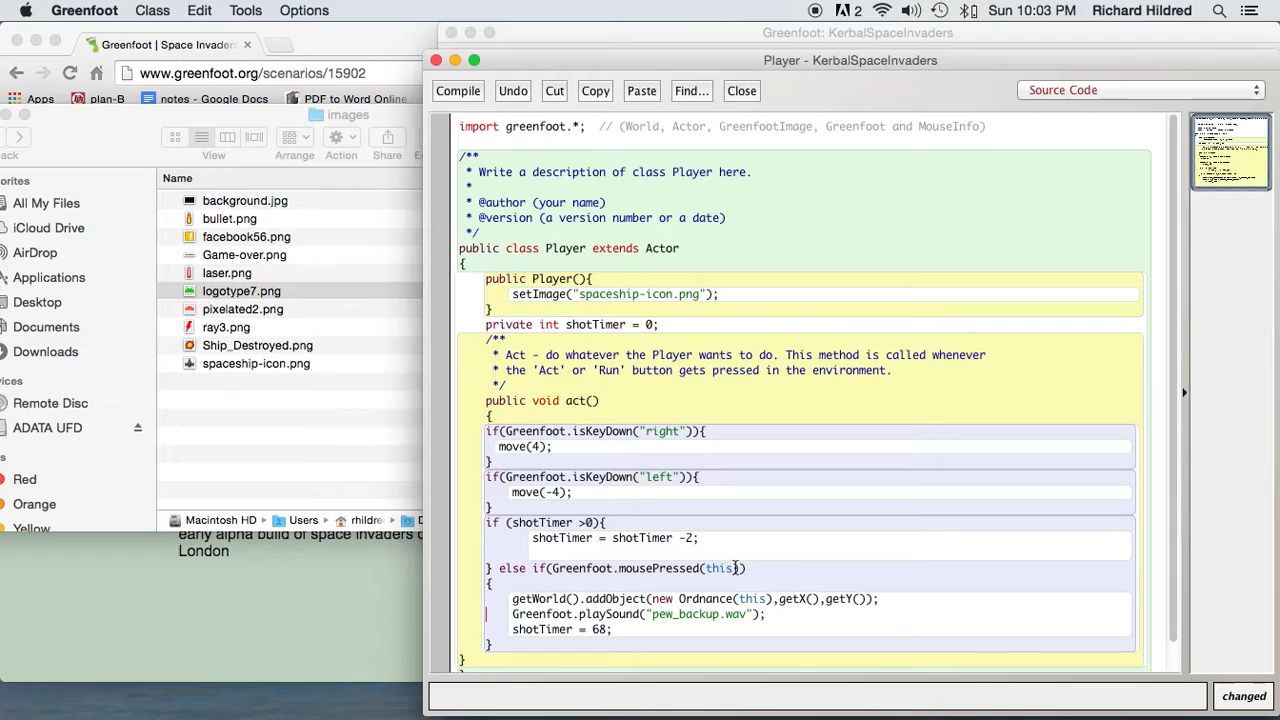 Greenfoot Class Edit Tools Options 2 Sun 10:03 PM Richard Hildred
Greenfoot | Space Invaders
Greenfoot: KerbalSpaceInvaders
www.greenfoot.org/scenarios/15902
Apps plan-B notes - Google Docs PDF to Word Online
images
View Arrange Action Share
Name
All My Files
iCloud Drive
AirDrop
Applications
Desktop
Documents
Downloads
Remote Disc
ADATA UFD
Red
Orange
Yellow
background.jpg
bullet.png
facebook56.png
Game-over.png
laser.png
logotype7.png
pixelated2.png
ray3.png
Ship_Destroyed.png
spaceship-icon.png
Macintosh HD Users rhildre
early alpha build of space invaders
London
Player - KerbalSpaceInvaders
Compile Undo Cut Copy Paste Find... Close Source Code
import greenfoot.*; // (World, Actor, GreenfootImage, Greenfoot and MouseInfo)
/**
* Write a description of class Player here.
*
* @author (your name)
* @version (a version number or a date)
*/
public class Player extends Actor
{
public Player(){
setImage("spaceship-icon.png");
}
private int shotTimer = 0;
/**
* Act - do whatever the Player wants to do. This method is called whenever
* the 'Act' or 'Run' button gets pressed in the environment.
*/
public void act()
{
if(Greenfoot.isKeyDown("right")){
move(4);
}
if(Greenfoot.isKeyDown("left")){
move(-4);
}
if (shotTimer >0){
shotTimer = shotTimer -2;
} else if(Greenfoot.mousePressed(this))
{
getWorld().addObject(new Ordnance(this),getX(),getY());
Greenfoot.playSound("pew_backup.wav");
shotTimer = 68;
}
}
changed